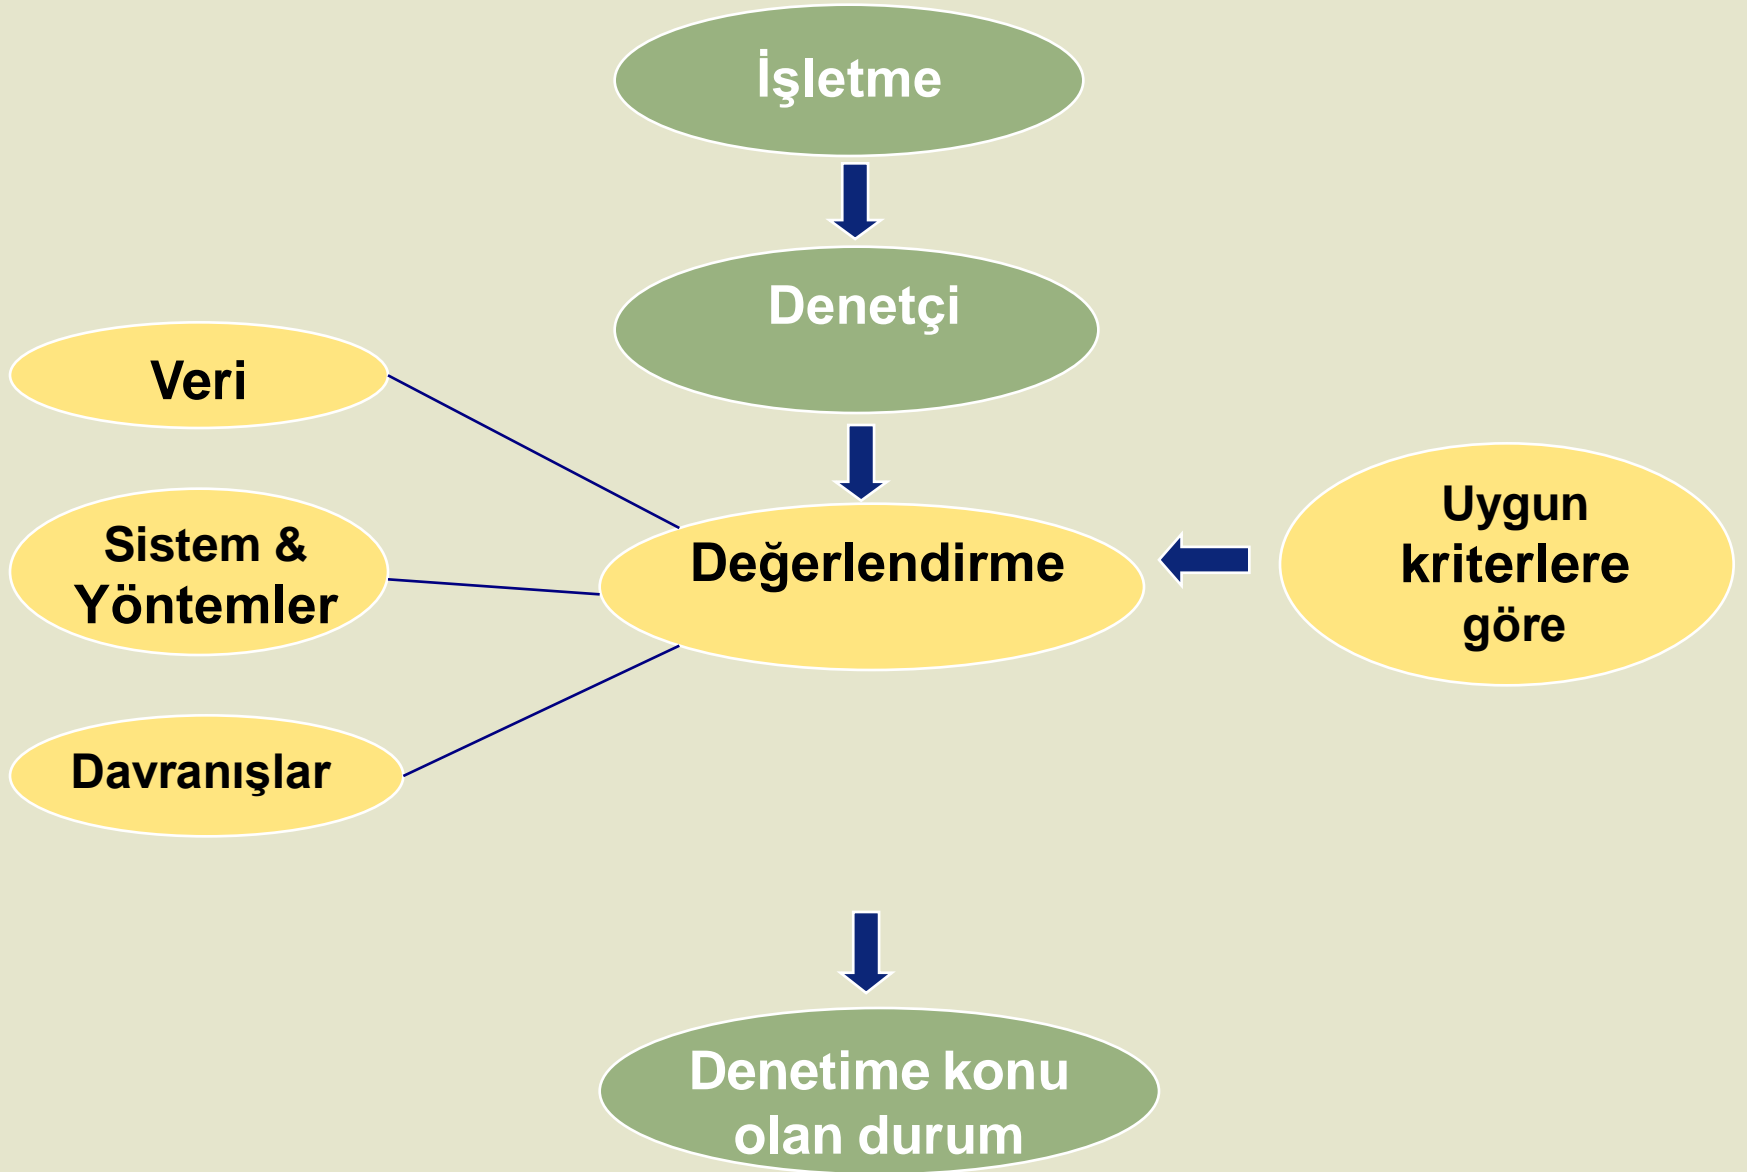 İşletme
Denetçi
Veri
Sistem &
Yöntemler
Davranışlar
Değerlendirme
Uygun
kriterlere
göre
Denetime konu
olan durum